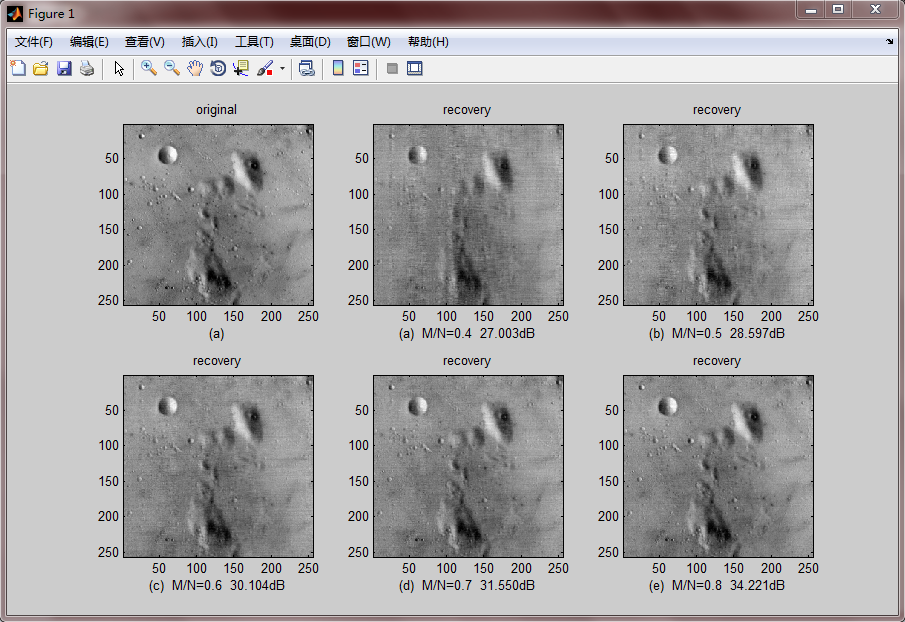 Figure 1
文件(F) 编辑(E) 查看(V) 插入(I) 工具(T) 桌面(D) 窗口(W) 帮助(H)
original recovery recovery
50 50 50
100 100 100
150 150 150
200 200 200
250 250 250
50 100 150 200 250 50 100 150 200 250 50 100 150 200 250
(a) (a) M/N=0.4 27.003dB (b) M/N=0.5 28.597dB
recovery recovery recovery
50 50 50
100 100 100
150 150 150
200 200 200
250 250 250
50 100 150 200 250 50 100 150 200 250 50 100 150 200 250
(c) M/N=0.6 30.104dB (d) M/N=0.7 31.550dB (e) M/N=0.8 34.221dB